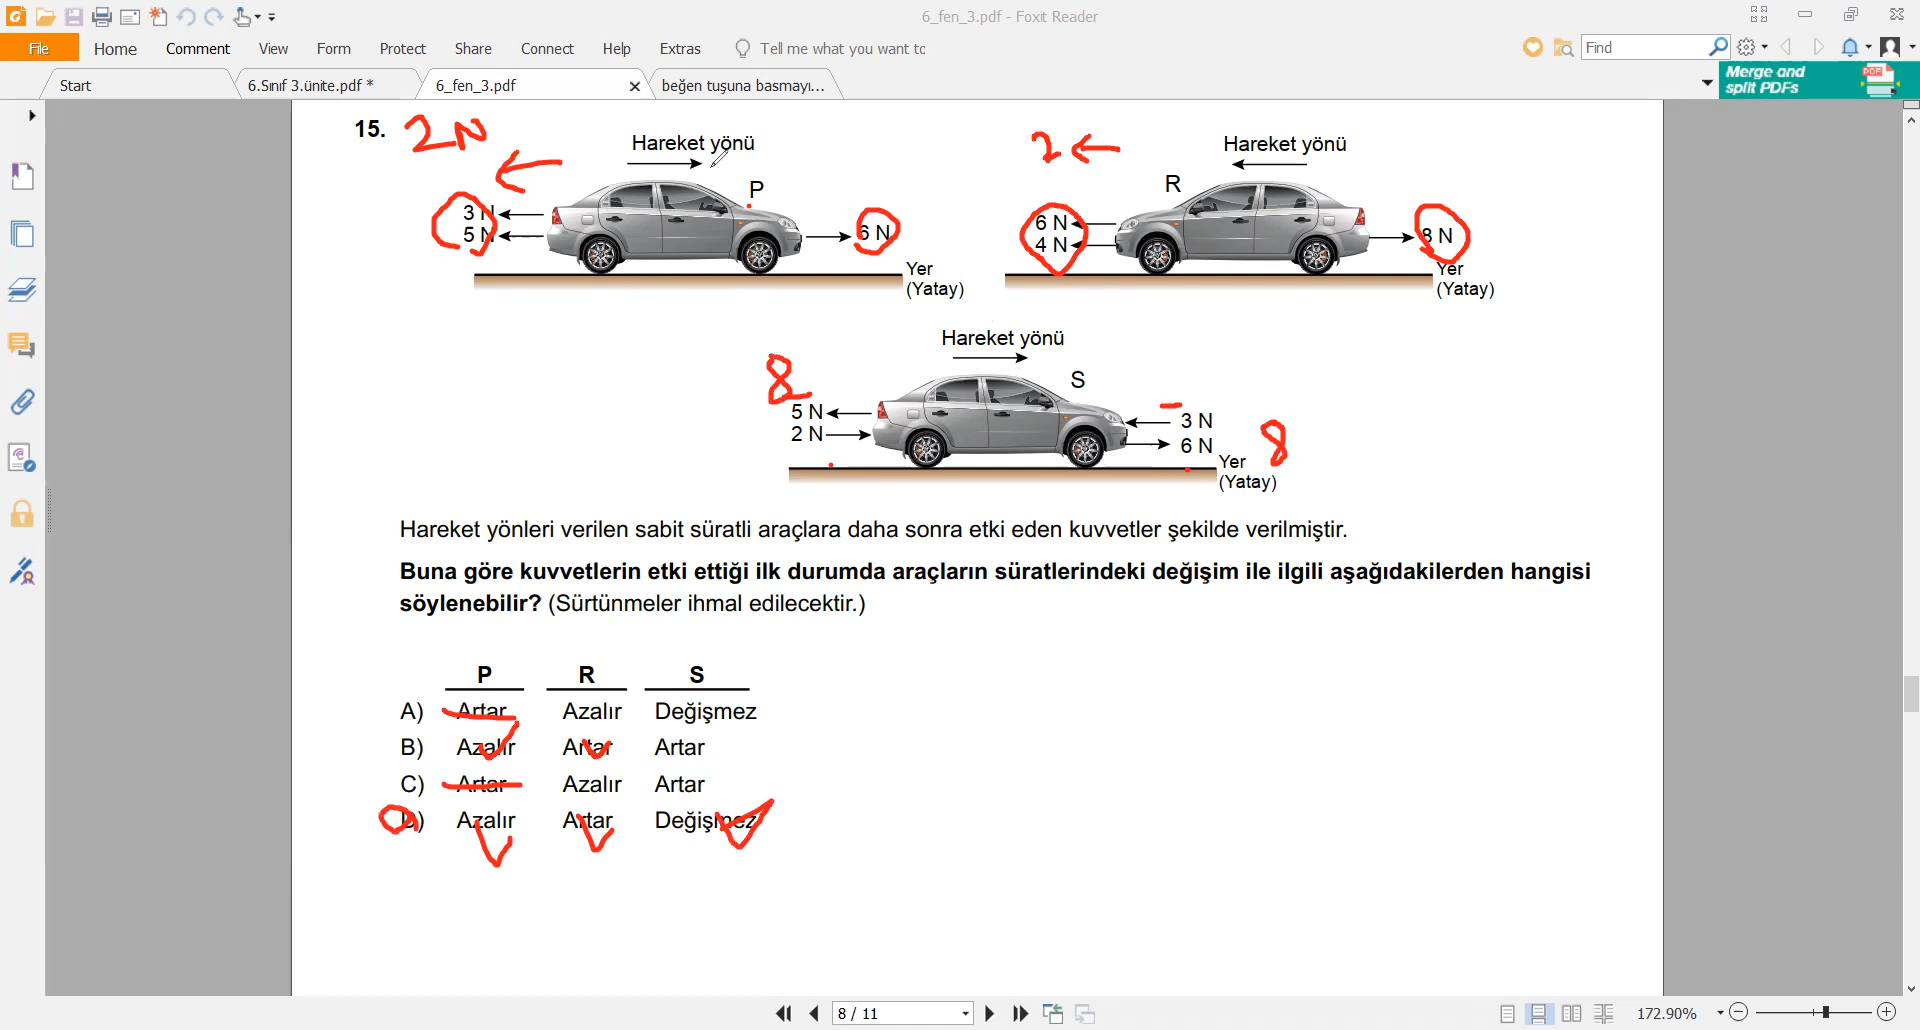 6_fen_3.pdf - Foxit Reader
File Home Comment View Form Protect Share Connect Help Extras Tell me what you want to Find
Start 6.Sınıf 3.ünite.pdf * 6_fen_3.pdf beğen tuşuna basmayı...
Merge and
split PDFs
PDF
15. 2N
Hareket yönü
P
3 N
5 N
6 N
Yer
(Yatay)
2
Hareket yönü
R
6 N
4 N
8 N
Yer
(Yatay)
Hareket yönü
S
8
5 N
2 N
3 N
6 N
8
Yer
(Yatay)
Hareket yönleri verilen sabit süratli araçlara daha sonra etki eden kuvvetler şekilde verilmiştir.
Buna göre kuvvetlerin etki ettiği ilk durumda araçların süratlerindeki değişim ile ilgili aşağıdakilerden hangisi
söylenebilir? (Sürtünmeler ihmal edilecektir.)
P R S
A) Artar Azalır Değişmez
B) Azalır Artar Artar
C) Artar Azalır Artar
D) Azalır Artar Değişmez
8 / 11
172.90%